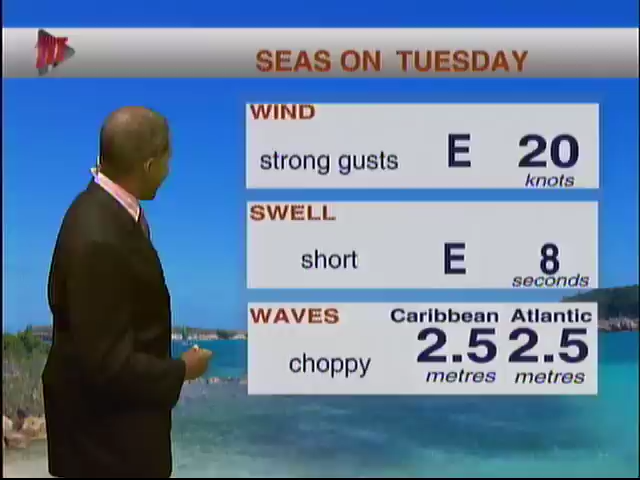 SEAS ON TUESDAY
WIND
strong gusts E 20
knots
SWELL
short E 8
seconds
WAVES Caribbean Atlantic
choppy 2.5 2.5
metres metres